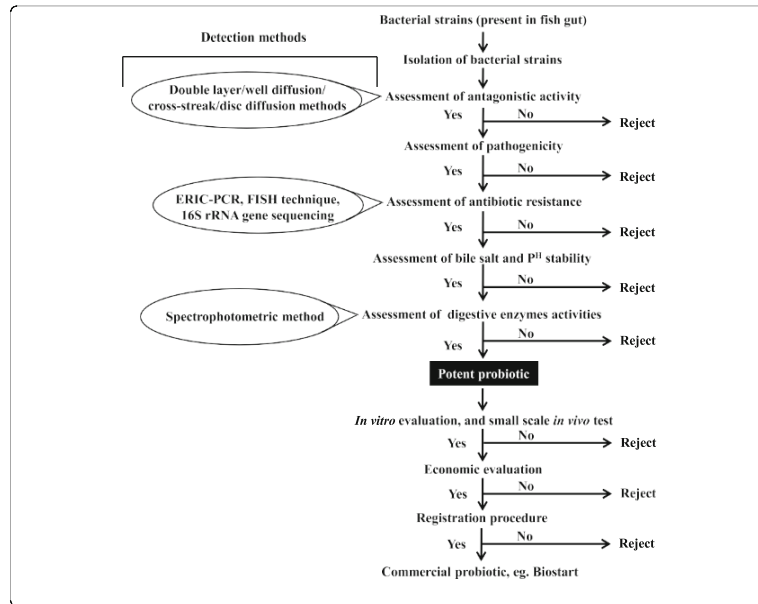 Bacterial strains (present in fish gut)
Detection methods
Isolation of bacterial strains
Double layer/well diffusion/
cross-streak/disc diffusion methods
Assessment of antagonistic activity
Yes No Reject
Assessment of pathogenicity
Yes No Reject
ERIC-PCR, FISH technique,
16S rRNA gene sequencing
Assessment of antibiotic resistance
Yes No Reject
Assessment of bile salt and P^H stability
Yes No Reject
Spectrophotometric method
Assessment of digestive enzymes activities
Yes No Reject
Potent probiotic
In vitro evaluation, and small scale in vivo test
Yes No Reject
Economic evaluation
Yes No Reject
Registration procedure
Yes No Reject
Commercial probiotic, eg. Biostart